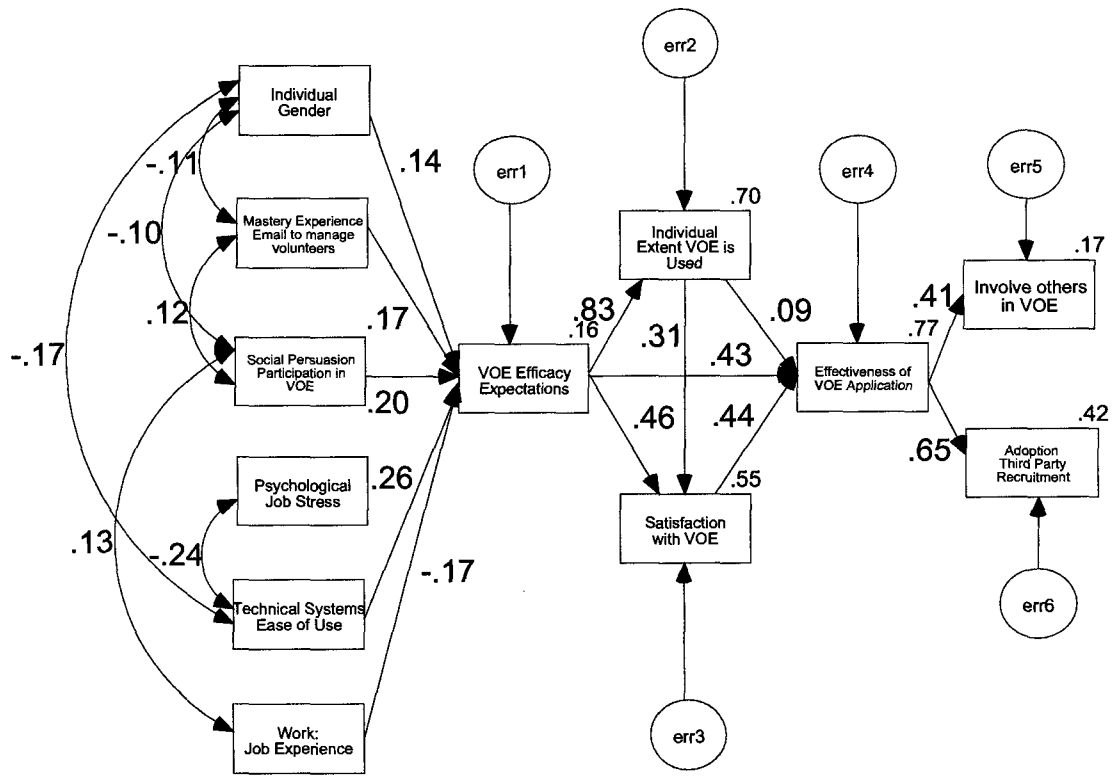 err2
Individual
Gender
-.11
.14
err1
err4
err5
.70
Mastery Experience
Email to manage
volunteers
-.10
Individual
Extent VOE is
Used
.17
Involve others
in VOE
.12
.17
.83
.16
.31
.09
.41
.77
-.17
Social Persuasion
Participation in
VOE
.20
VOE Efficacy
Expectations
.43
Effectiveness of
VOE Application
.46
.44
.65
.42
Adoption
Third Party
Recruitment
Psychological
Job Stress
.26
.55
Satisfaction
with VOE
.13
-.24
-.17
Technical Systems
Ease of Use
err6
err3
Work:
Job Experience